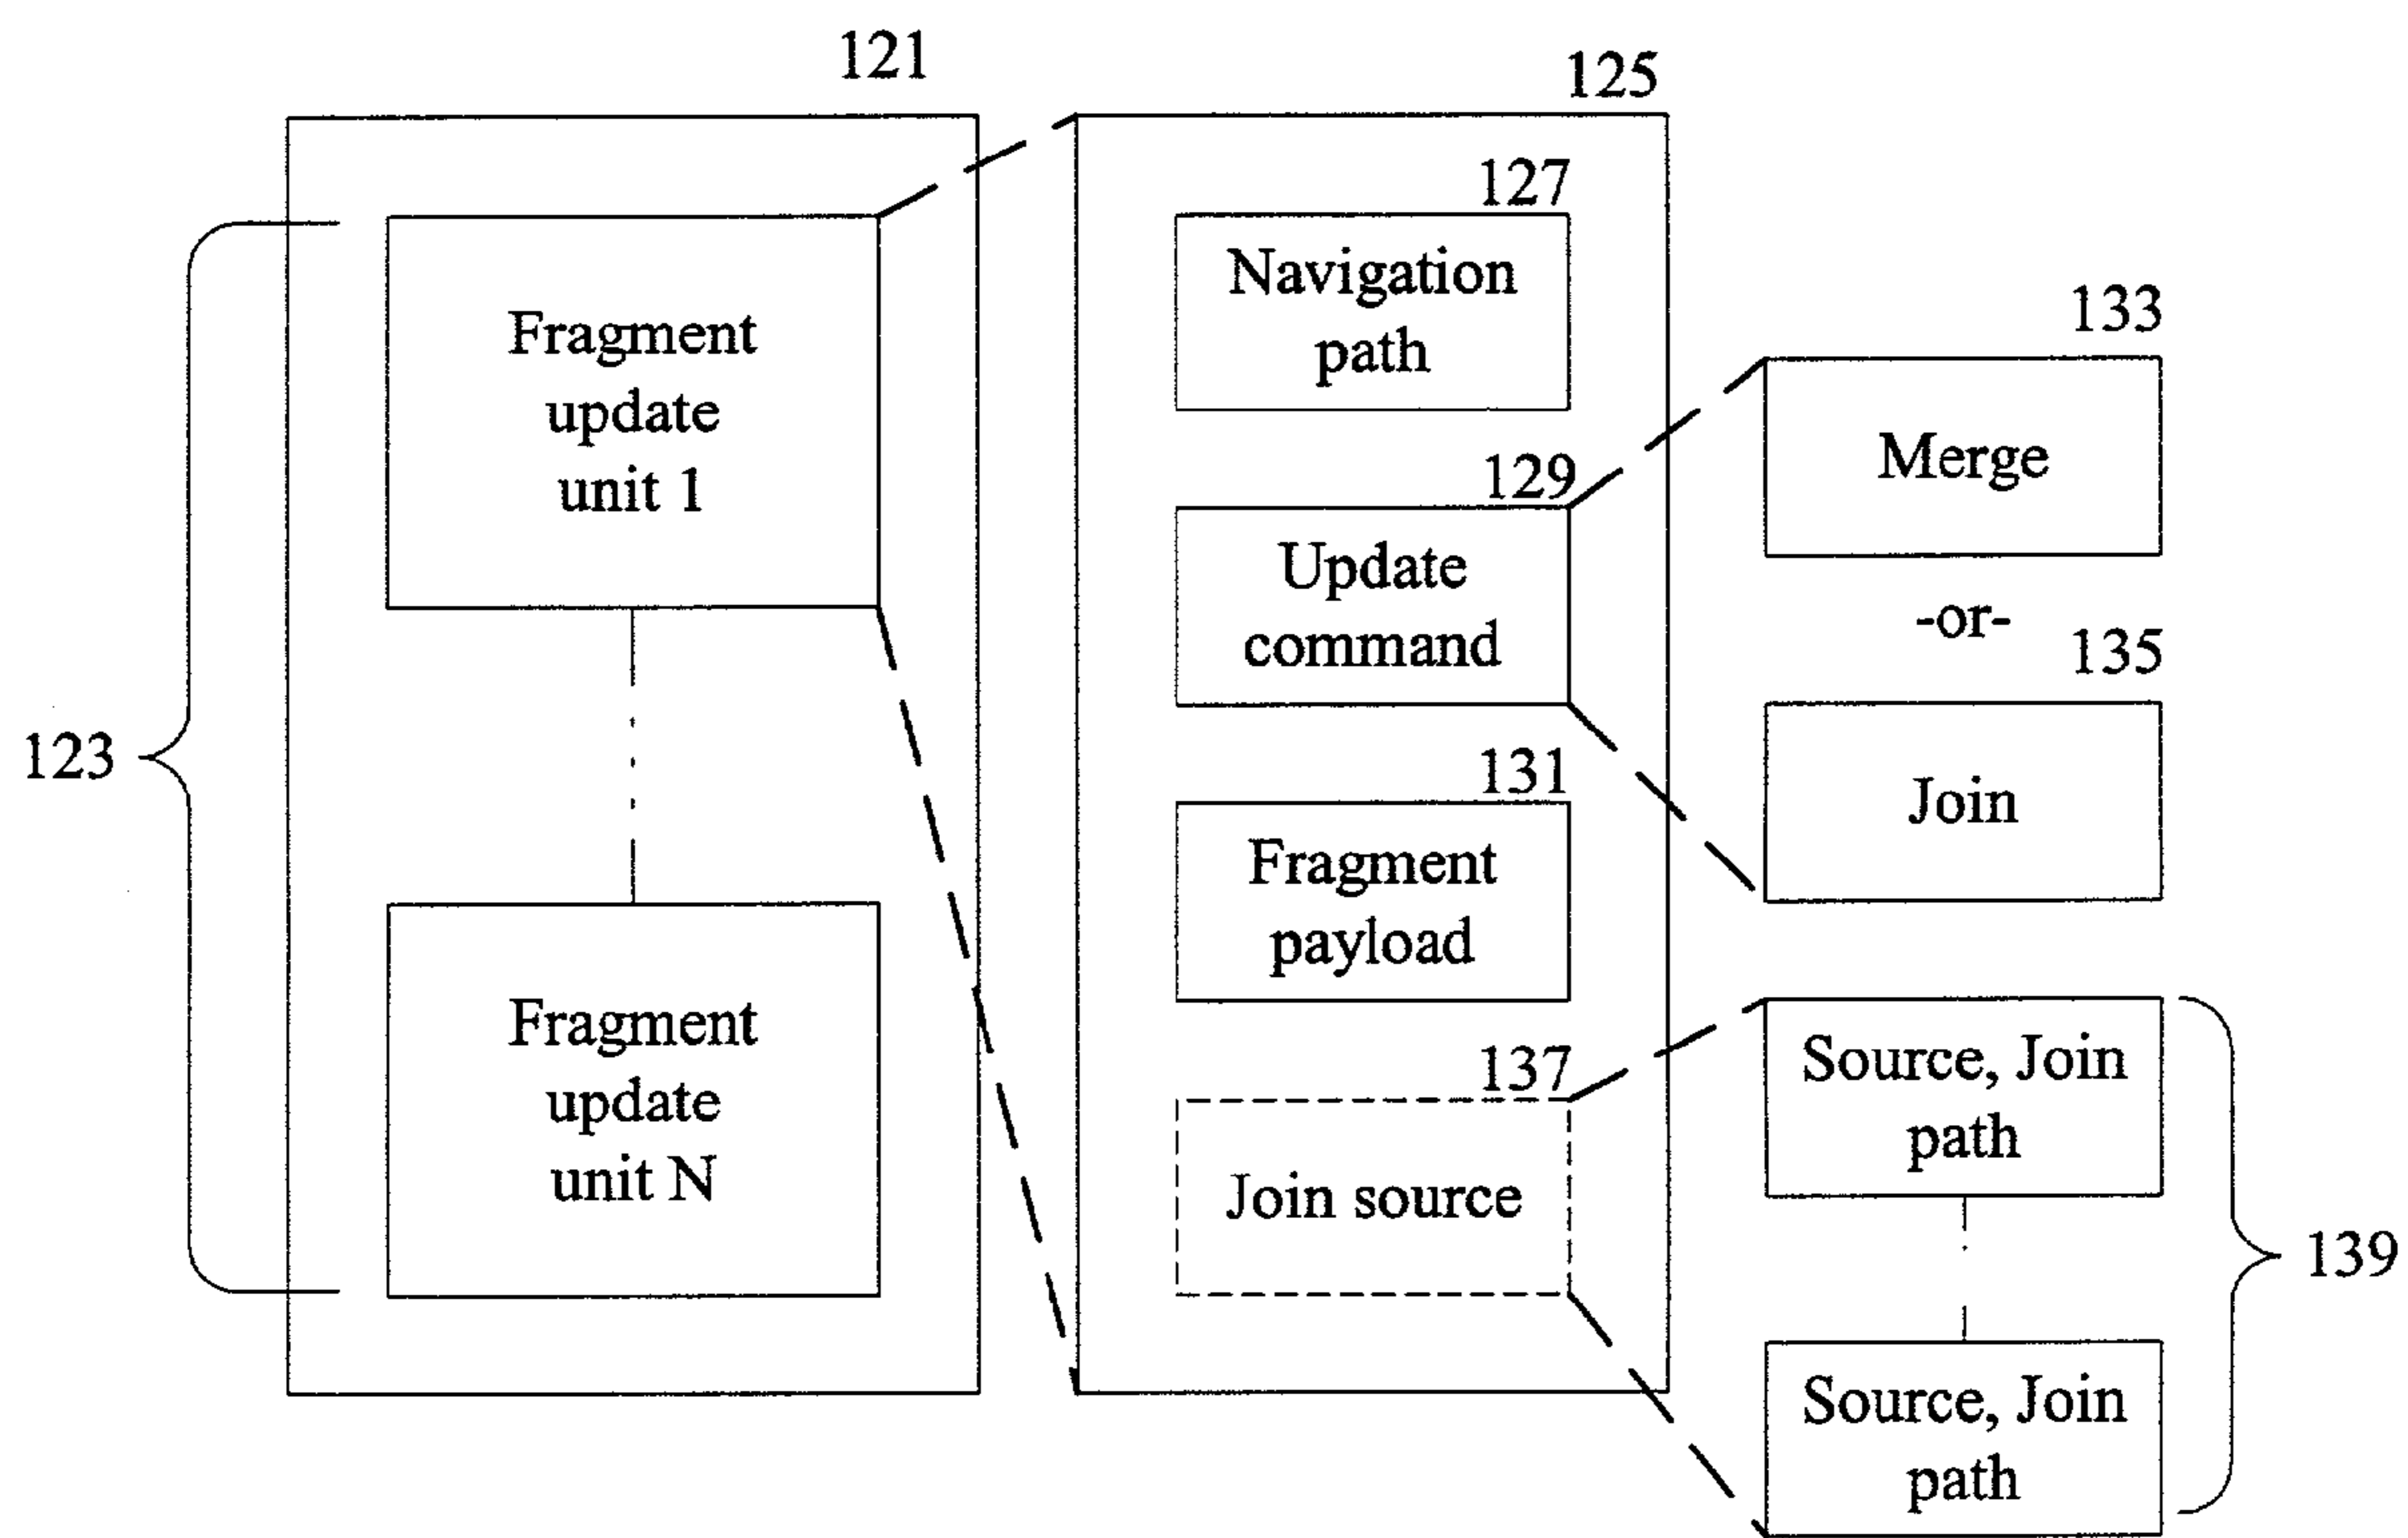 121
123
Fragment
update
unit 1
Fragment
update
unit N
125
127
Navigation
path
129
Update
command
131
Fragment
payload
137
Join source
133
Merge
-or-
135
Join
Source, Join
path
Source, Join
path
139